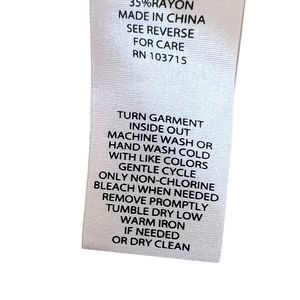 35%RAYON
MADE IN CHINA
SEE REVERSE
FOR CARE
RN 103715
TURN GARMENT
INSIDE OUT
MACHINE WASH OR
HAND WASH COLD
WITH LIKE COLORS
GENTLE CYCLE
ONLY NON-CHLORINE
BLEACH WHEN NEEDED
REMOVE PROMPTLY
TUMBLE DRY LOW
WARM IRON
IF NEEDED
OR DRY CLEAN